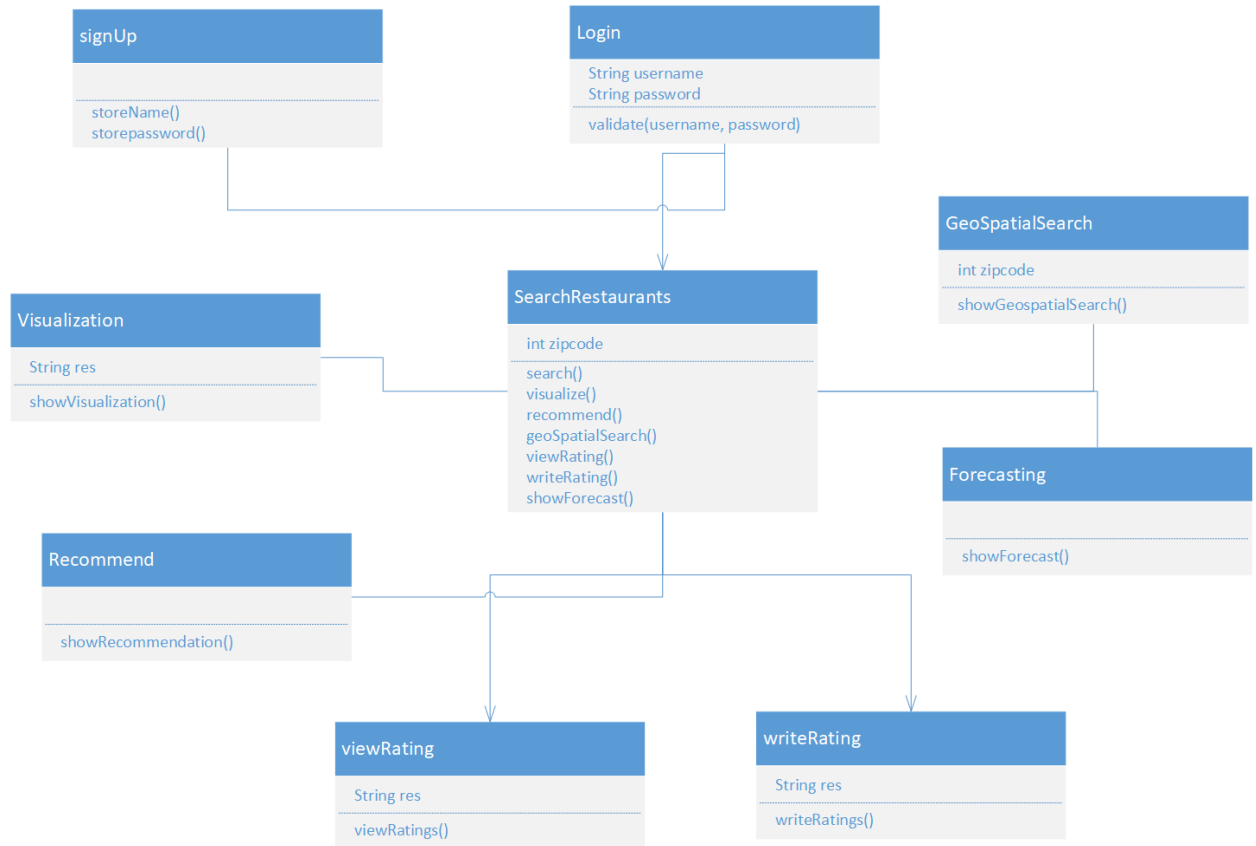 signUp
storeName()
storepassword()
Login
String username
String password
validate(username, password)
GeoSpatialSearch
int zipcode
showGeospatialSearch()
SearchRestaurants
int zipcode
search()
visualize()
recommend()
geoSpatialSearch()
viewRating()
writeRating()
showForecast()
Visualization
String res
showVisualization()
Forecasting
showForecast()
Recommend
showRecommendation()
viewRating
String res
viewRatings()
writeRating
String res
writeRatings()